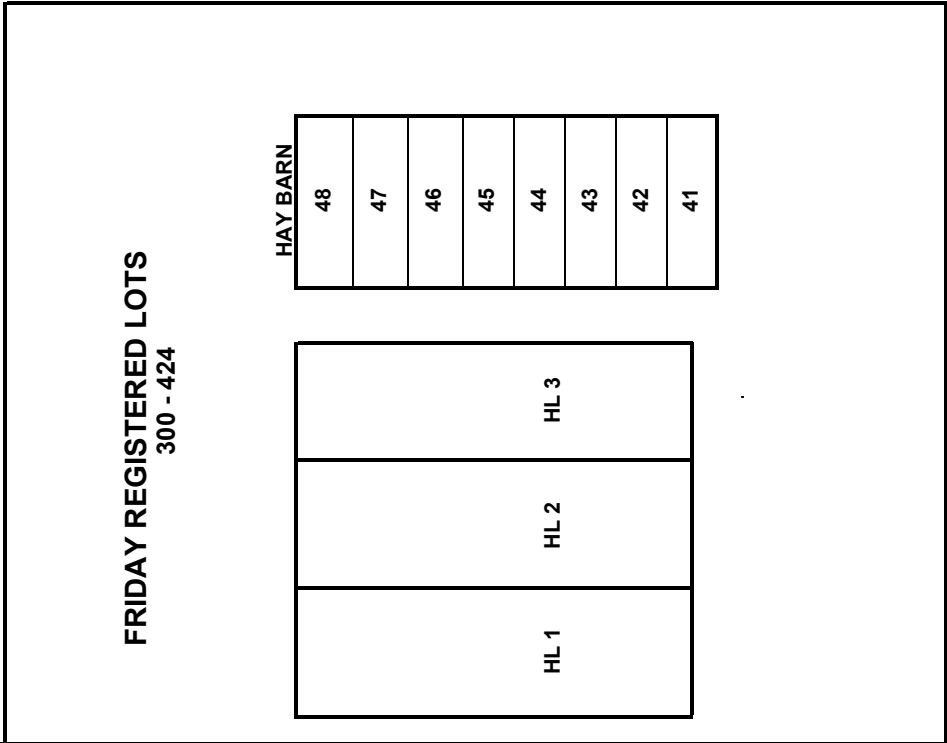 FRIDAY REGISTERED LOTS
300 - 424
HAY BARN
48
47
46
45
44
43
42
41
HL 1
HL 2
HL 3